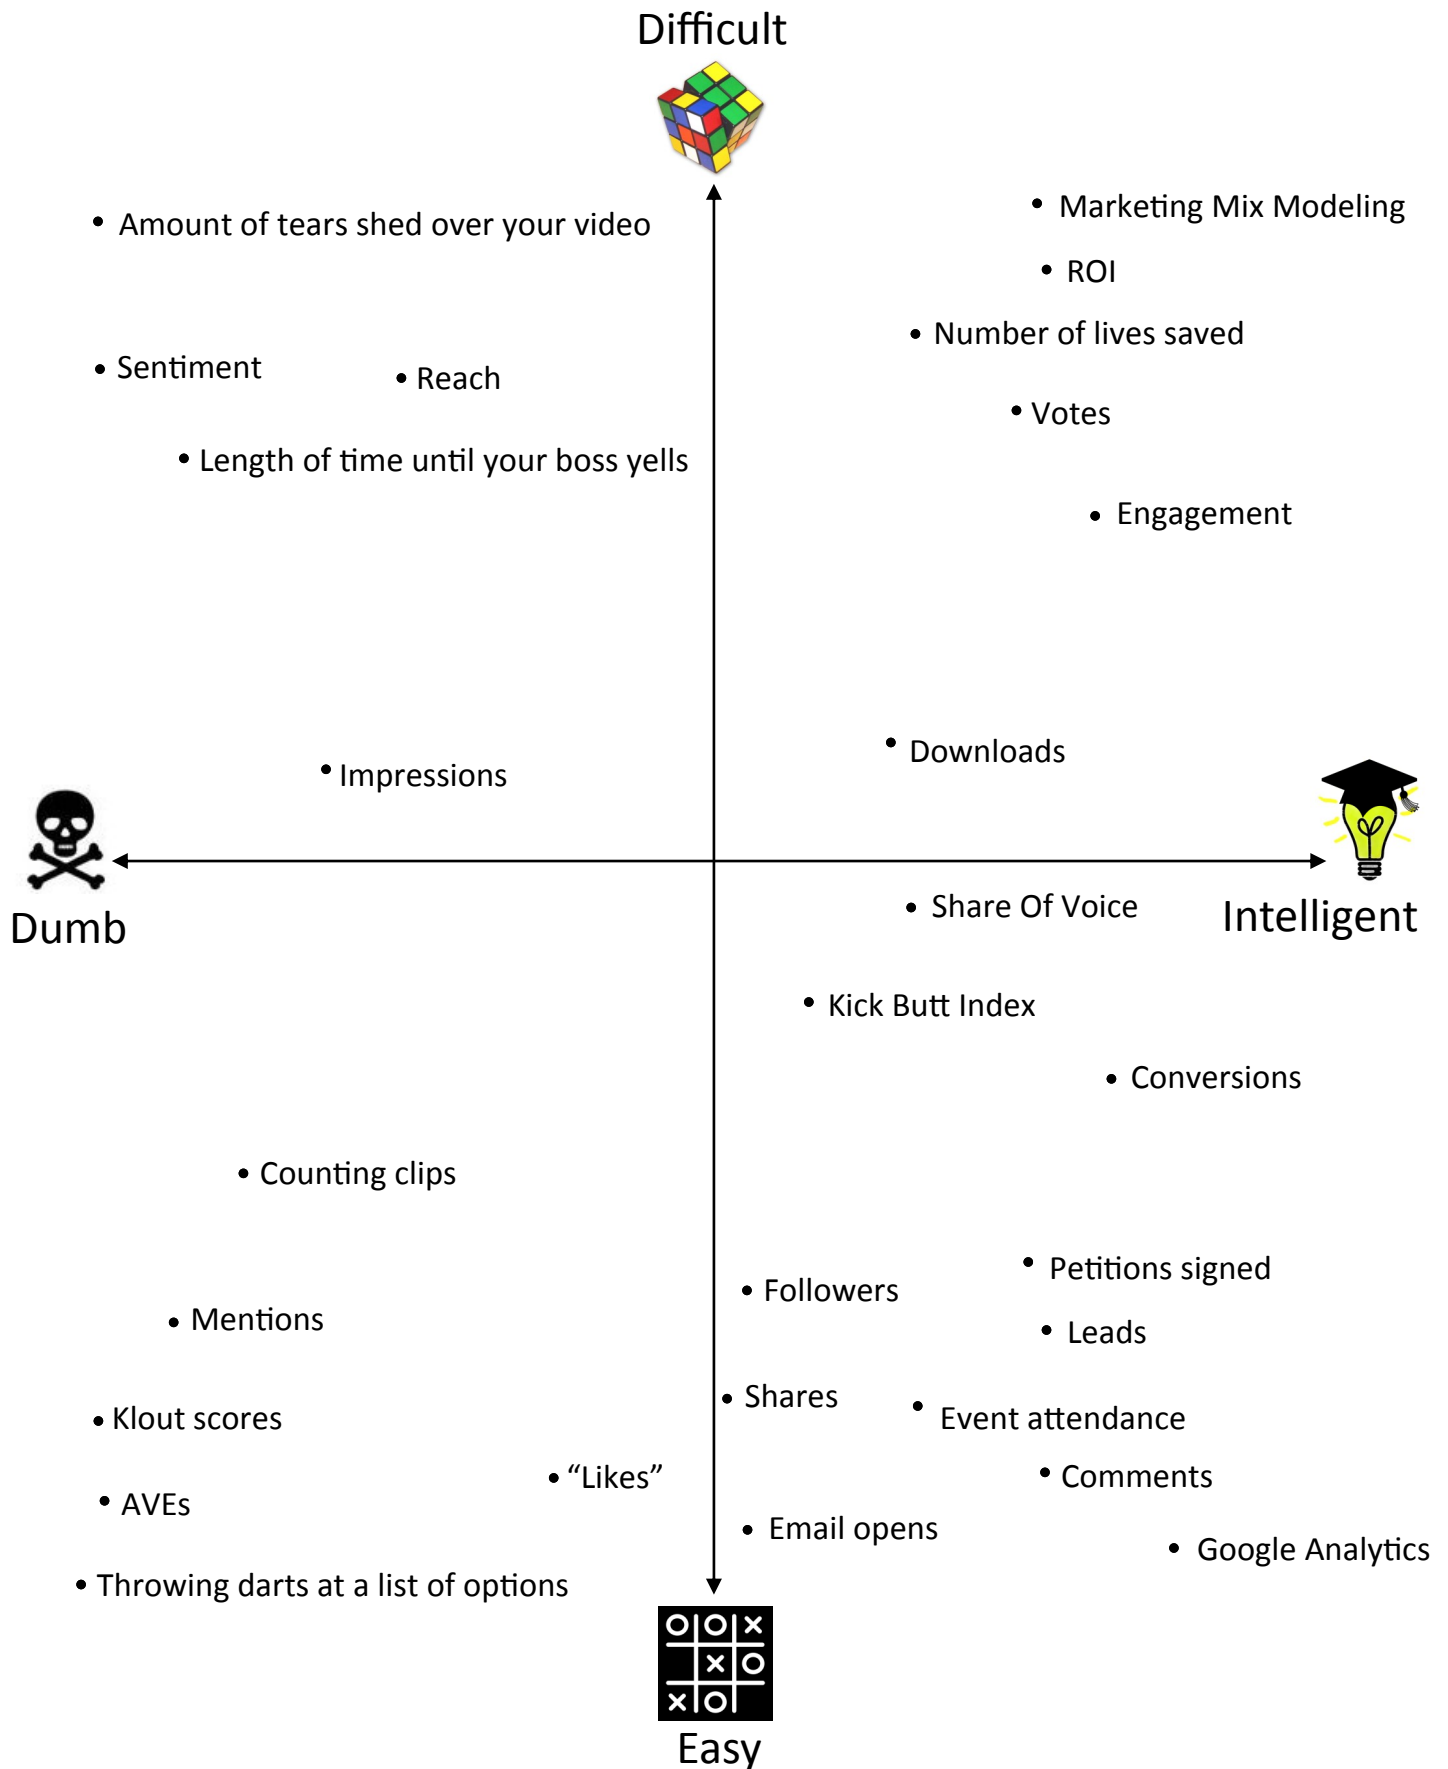 Difficult
Marketing Mix Modeling
Amount of tears shed over your video
ROI
Number of lives saved
Sentiment
Reach
Votes
Length of time until your boss yells
Engagement
Downloads
Impressions
Share Of Voice
Intelligent
Dumb
Kick Butt Index
Conversions
Counting clips
Petitions signed
Followers
Mentions
Leads
Shares
Klout scores
Event attendance
“Likes”
Comments
AVEs
Email opens
Google Analytics
Throwing darts at a list of options
O O X
X O
X O
Easy